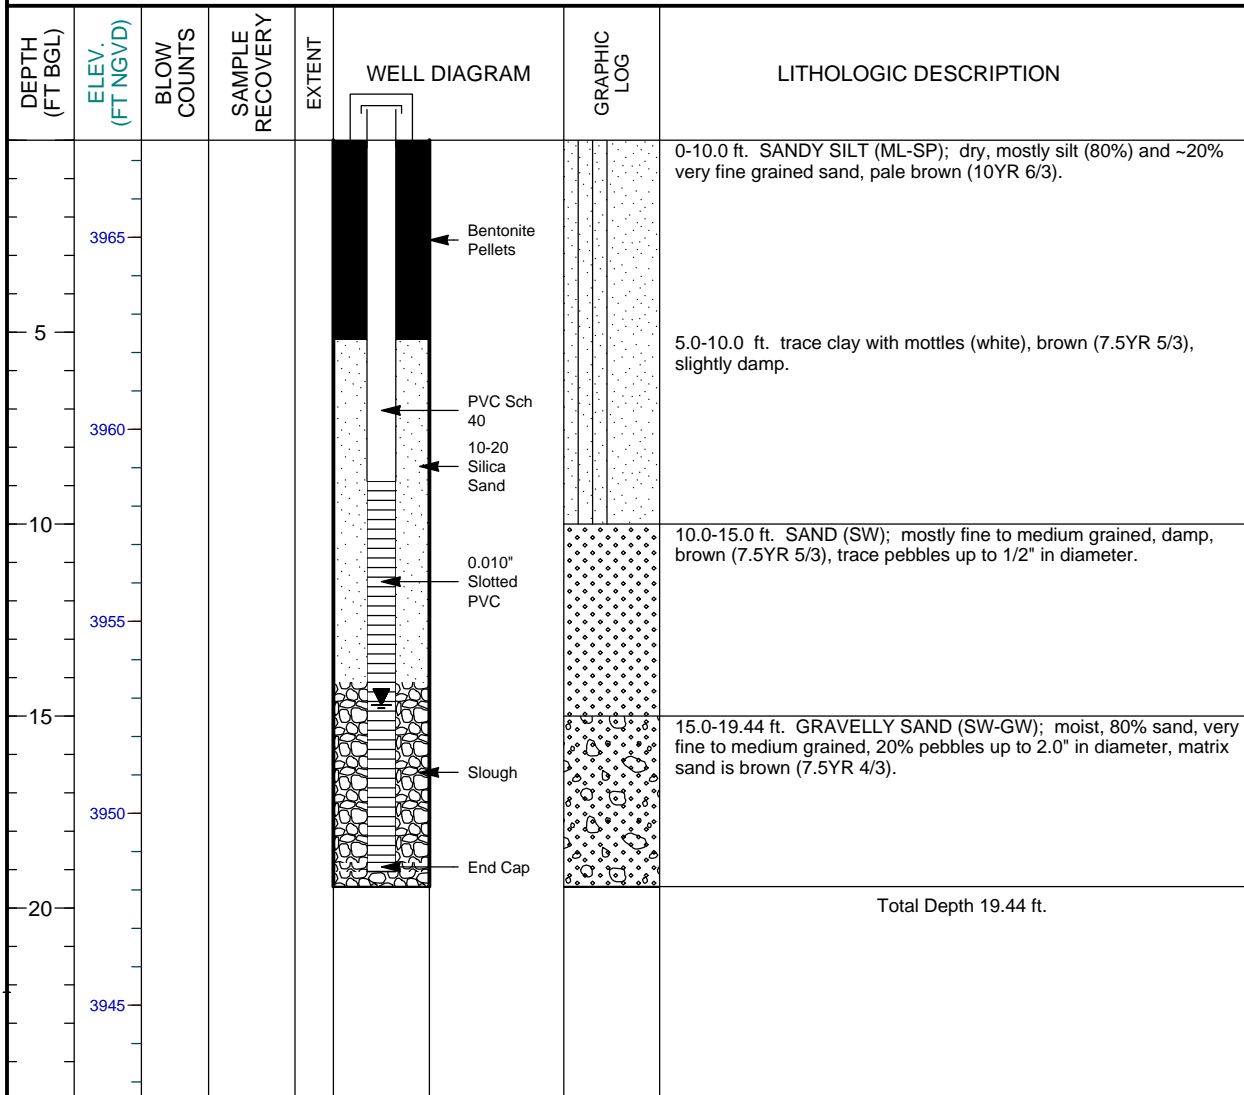 DEPTH
(FT BGL)
ELEV.
(FT NGVD)
BLOW
COUNTS
SAMPLE
RECOVERY
EXTENT
WELL DIAGRAM
GRAPHIC
LOG
LITHOLOGIC DESCRIPTION
0-10.0 ft. SANDY SILT (ML-SP); dry, mostly silt (80%) and ~20%
very fine grained sand, pale brown (10YR 6/3).
3965
Bentonite
Pellets
5
5.0-10.0 ft. trace clay with mottles (white), brown (7.5YR 5/3),
slightly damp.
PVC Sch
40
3960
10-20
Silica
Sand
10
10.0-15.0 ft. SAND (SW); mostly fine to medium grained, damp,
brown (7.5YR 5/3), trace pebbles up to 1/2" in diameter.
0.010"
Slotted
PVC
3955
15
15.0-19.44 ft. GRAVELLY SAND (SW-GW); moist, 80% sand, very
fine to medium grained, 20% pebbles up to 2.0" in diameter, matrix
sand is brown (7.5YR 4/3).
Slough
3950
End Cap
20
Total Depth 19.44 ft.
3945